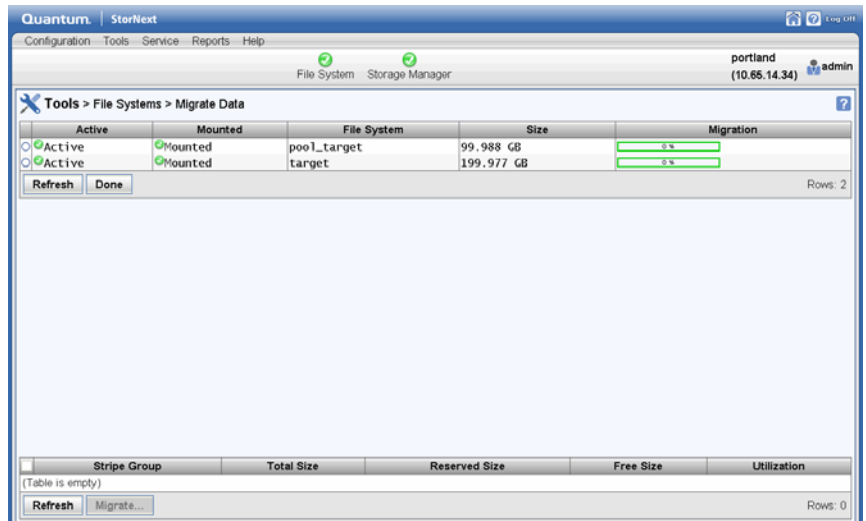 Quantum. StorNext Log Off
Configuration Tools Service Reports Help
File System Storage Manager
portland
(10.65.14.34) admin
Tools > File Systems > Migrate Data
Active Mounted File System Size Migration
Active Mounted pool_target 99.988 GB 0 %
Active Mounted target 199.977 GB 0 %
Refresh Done Rows: 2
Stripe Group Total Size Reserved Size Free Size Utilization
(Table is empty)
Refresh Migrate... Rows: 0